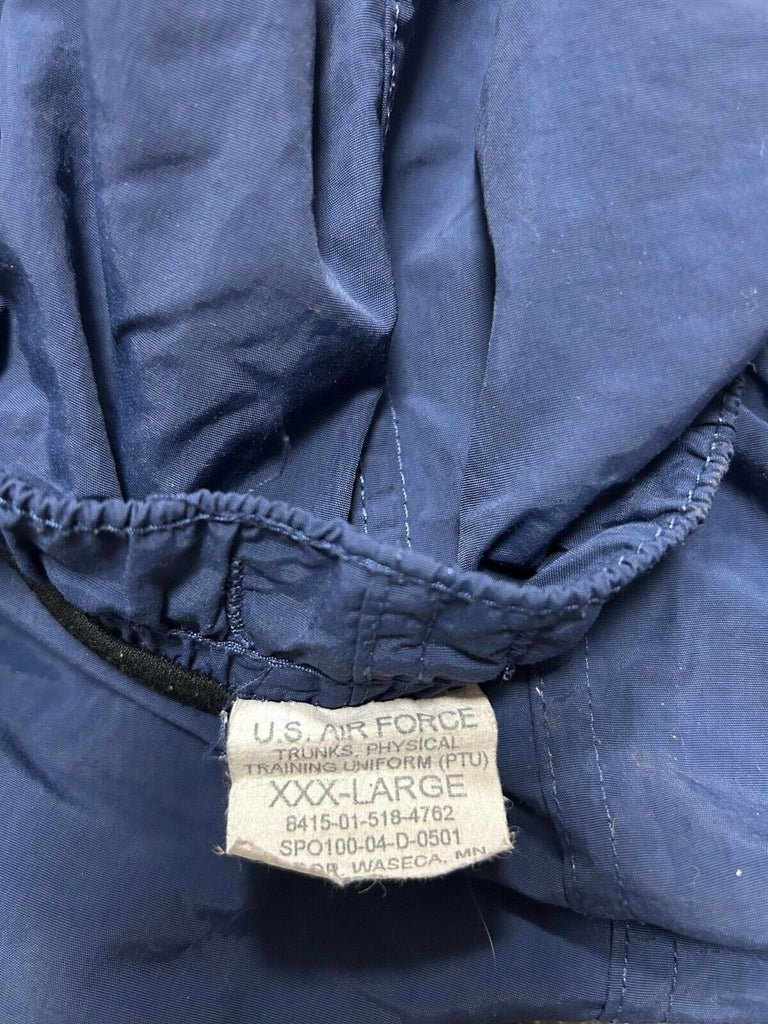 U.S. AIR FORCE
TRUNKS, PHYSICAL
TRAINING UNIFORM (PTU)
XXX-LARGE
8415-01-518-4762
SPO100-04-D-0501
WASECA, MN